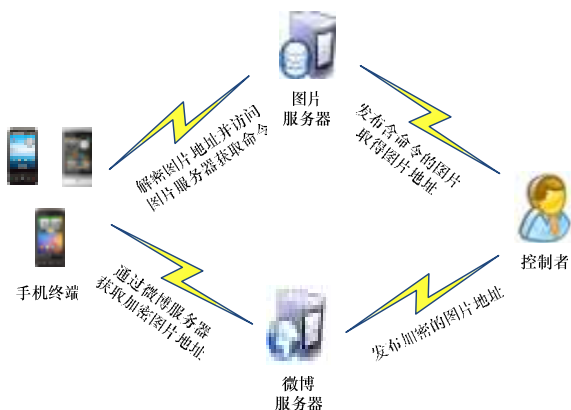 图片
服务器
解密图片地址并访问
图片服务器获取命令
发布含命令的图片
取得图片地址
手机终端
控制者
通过微博服务器
获取加密图片地址
发布加密的图片地址
微博
服务器